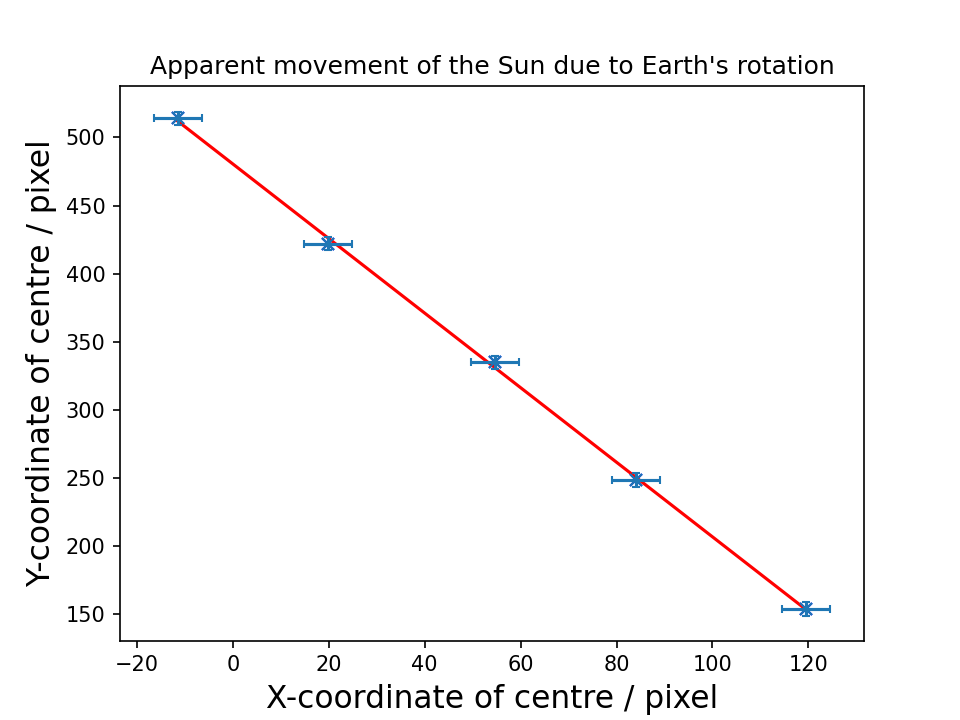 Apparent movement of the Sun due to Earth's rotation
Y-coordinate of centre / pixel
500
450
400
350
300
250
200
150
−20 0 20 40 60 80 100 120
X-coordinate of centre / pixel